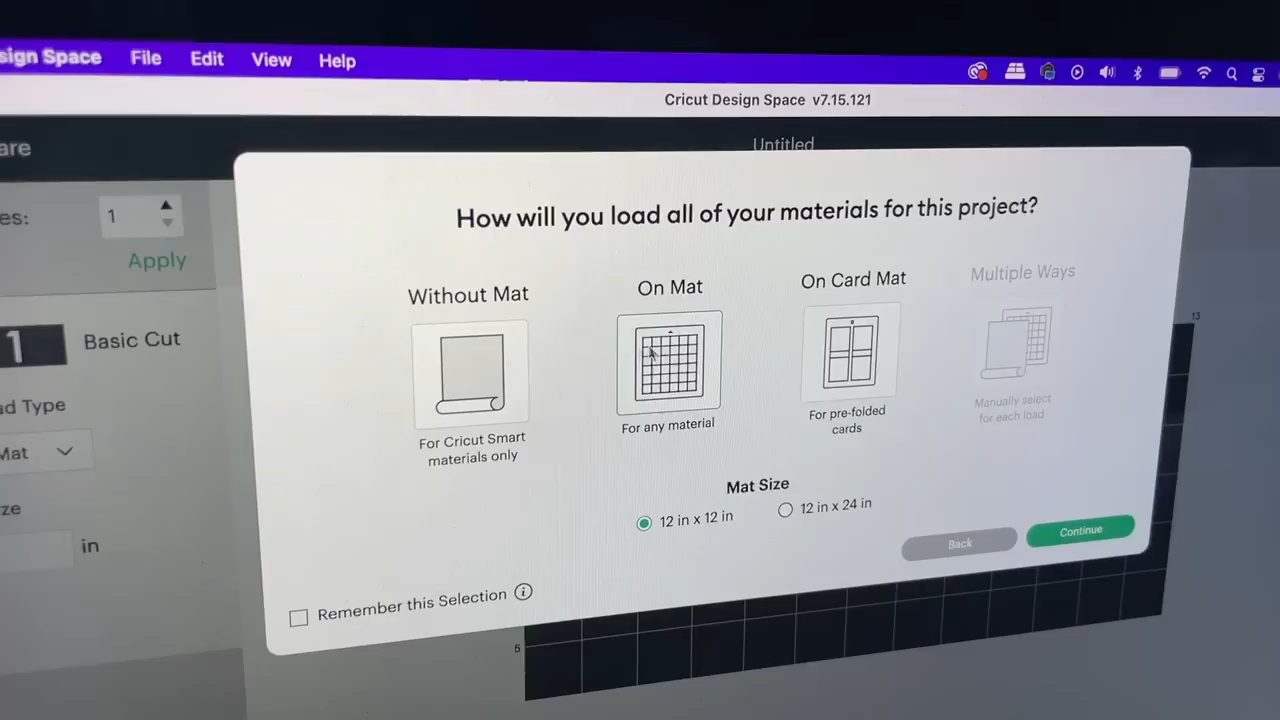 sign Space File Edit View Help
Cricut Design Space v7.15.121
are
Untitled
es: 1
Apply
1 Basic Cut
ad Type
Mat
ze
in
How will you load all of your materials for this project?
Without Mat
For Cricut Smart
materials only
On Mat
For any material
On Card Mat
For pre-folded
cards
Multiple Ways
Manually select
for each load
Mat Size
12 in x 12 in
12 in x 24 in
Back
Continue
Remember this Selection
13
5